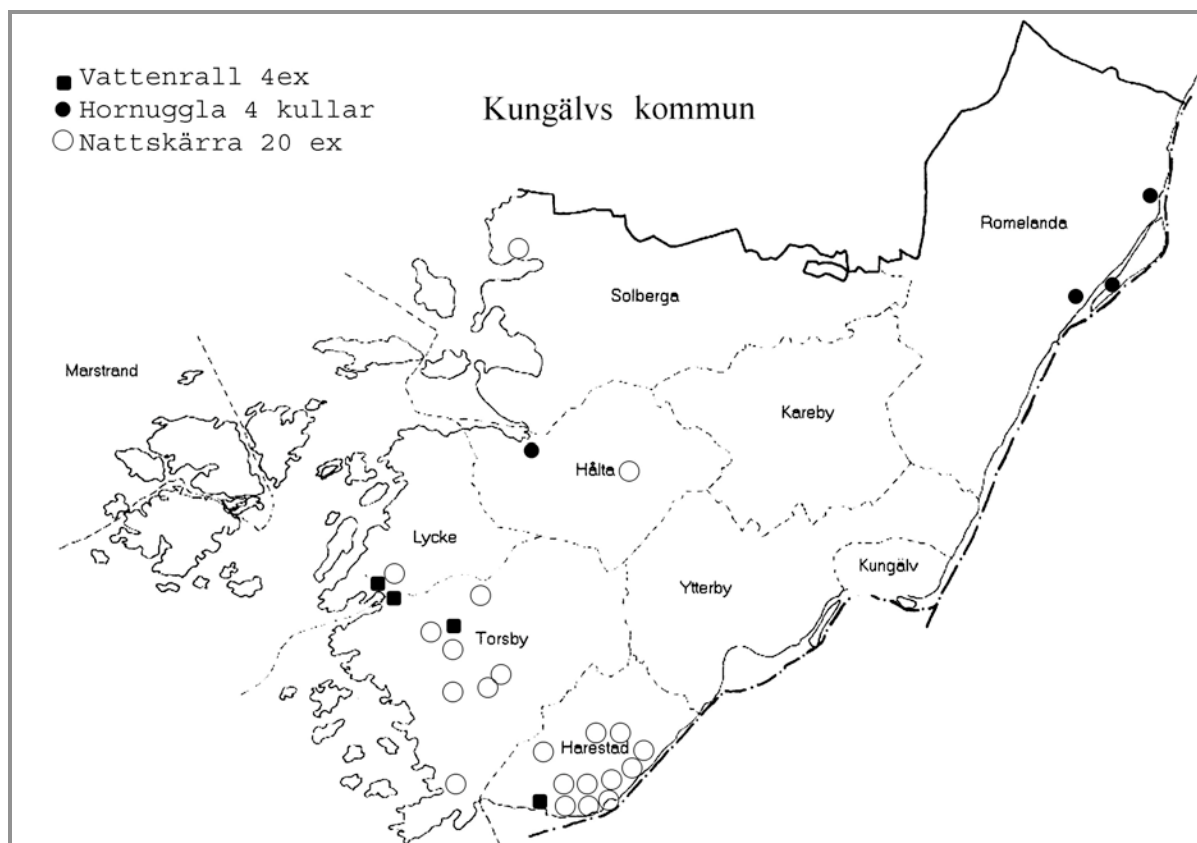 Vattenrall 4ex
Hornuggla 4 kullar
Nattskärra 20 ex
Kungälvs kommun
Romelanda
Solberga
Marstrand
Kareby
Hålta
Lycke
Kungälv
Ytterby
Torsby
Harestad